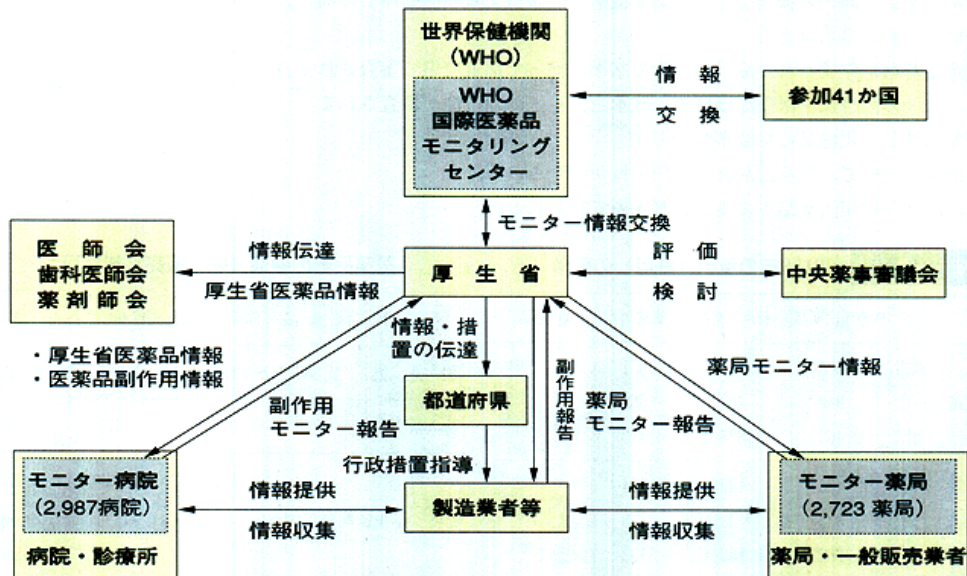 世界保健機関
(WHO)
WHO
国際医薬品
モニタリング
センター
情 報
交 換
参加41か国
モニター情報交換
医 師 会
歯科医師会
薬 剤 師 会
情報伝達
厚生省医薬品情報
厚 生 省
評 価
検 討
中央薬事審議会
・厚生省医薬品情報
・医薬品副作用情報
情報・措
置の伝達
副作用報告
薬局モニター情報
副作用
モニター報告
都道府県
薬局
モニター報告
行政措置指導
モニター病院
(2,987病院)
病院・診療所
情報提供
情報収集
製造業者等
情報提供
情報収集
モニター薬局
(2,723 薬局)
薬局・一般販売業者